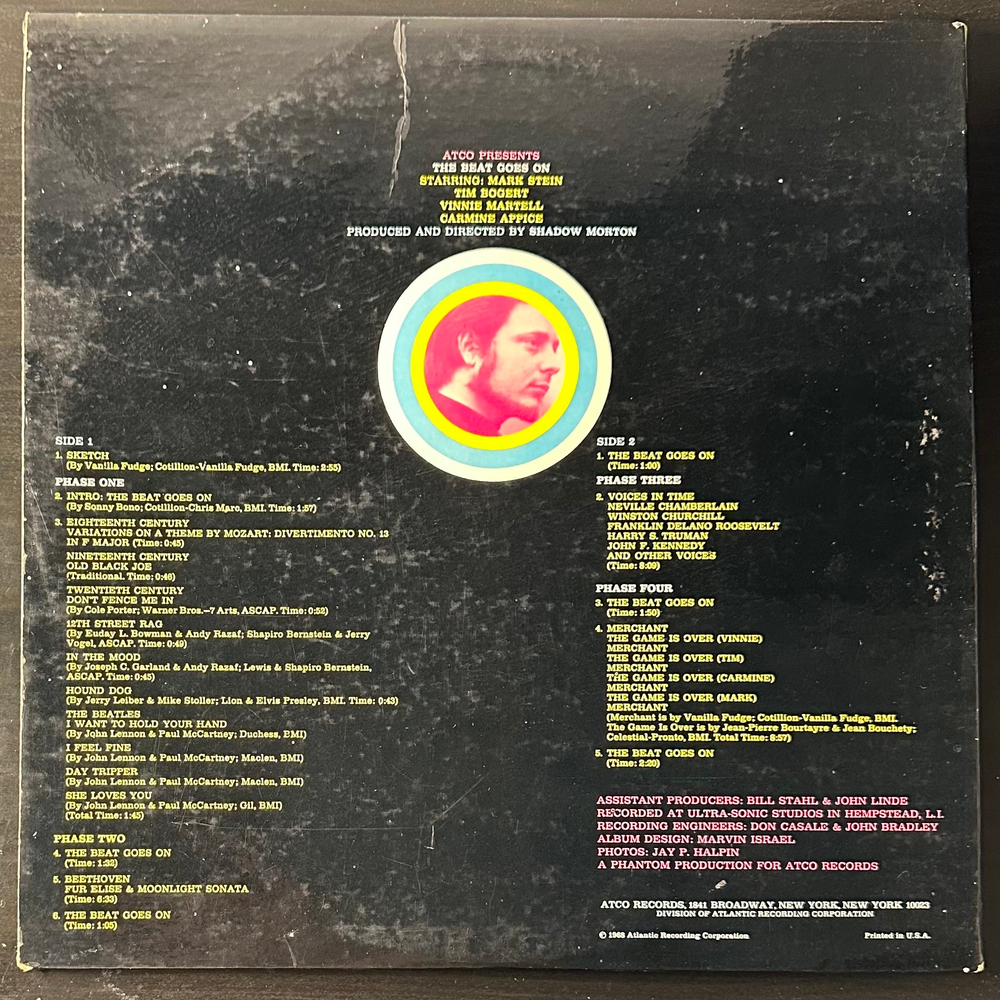 ATCO PRESENTS
THE BEAT GOES ON
STARRING: MARK STEIN
TIM BOGERT
VINNIE MARTELL
CARMINE APPICE
PRODUCED AND DIRECTED BY SHADOW MORTON
SIDE 1
1. SKETCH
(By Vanilla Fudge; Cotillion-Vanilla Fudge, BMI. Time: 2:55)
PHASE ONE
2. INTRO: THE BEAT GOES ON
(By Sonny Bono; Cotillion-Chris Marc, BMI. Time: 1:57)
3. EIGHTEENTH CENTURY
VARIATIONS ON A THEME BY MOZART: DIVERTIMENTO NO. 13
IN F MAJOR (Time: 0:45)
NINETEENTH CENTURY
OLD BLACK JOE
(Traditional. Time: 0:46)
TWENTIETH CENTURY
DON'T FENCE ME IN
(By Cole Porter; Warner Bros.–7 Arts, ASCAP. Time: 0:52)
12TH STREET RAG
(By Euday L. Bowman & Andy Razaf; Shapiro Bernstein & Jerry
Vogel, ASCAP. Time: 0:49)
IN THE MOOD
(By Joseph C. Garland & Andy Razaf; Lewis & Shapiro Bernstein,
ASCAP. Time: 0:45)
HOUND DOG
(By Jerry Leiber & Mike Stoller; Lion & Elvis Presley, BMI. Time: 0:43)
THE BEATLES
I WANT TO HOLD YOUR HAND
(By John Lennon & Paul McCartney; Duchess, BMI)
I FEEL FINE
(By John Lennon & Paul McCartney; Maclen, BMI)
DAY TRIPPER
(By John Lennon & Paul McCartney; Maclen, BMI)
SHE LOVES YOU
(By John Lennon & Paul McCartney; Gil, BMI)
(Total Time: 1:45)
PHASE TWO
4. THE BEAT GOES ON
(Time: 1:32)
5. BEETHOVEN
FUR ELISE & MOONLIGHT SONATA
(Time: 6:33)
6. THE BEAT GOES ON
(Time: 1:05)
SIDE 2
1. THE BEAT GOES ON
(Time: 1:00)
PHASE THREE
2. VOICES IN TIME
NEVILLE CHAMBERLAIN
WINSTON CHURCHILL
FRANKLIN DELANO ROOSEVELT
HARRY S. TRUMAN
JOHN F. KENNEDY
AND OTHER VOICES
(Time: 8:09)
PHASE FOUR
3. THE BEAT GOES ON
(Time: 1:50)
4. MERCHANT
THE GAME IS OVER (VINNIE)
MERCHANT
THE GAME IS OVER (TIM)
MERCHANT
THE GAME IS OVER (CARMINE)
MERCHANT
THE GAME IS OVER (MARK)
MERCHANT
(Merchant is by Vanilla Fudge; Cotillion-Vanilla Fudge, BMI.
The Game Is Over is by Jean-Pierre Bourtayre & Jean Bouchety;
Celestial-Pronto, BMI. Total Time: 8:57)
5. THE BEAT GOES ON
(Time: 2:20)
ASSISTANT PRODUCERS: BILL STAHL & JOHN LINDE
RECORDED AT ULTRA-SONIC STUDIOS IN HEMPSTEAD, L.I.
RECORDING ENGINEERS: DON CASALE & JOHN BRADLEY
ALBUM DESIGN: MARVIN ISRAEL
PHOTOS: JAY P. HALPIN
A PHANTOM PRODUCTION FOR ATCO RECORDS
ATCO RECORDS, 1841 BROADWAY, NEW YORK, NEW YORK 10023
DIVISION OF ATLANTIC RECORDING CORPORATION
© 1968 Atlantic Recording Corporation
Printed in U.S.A.